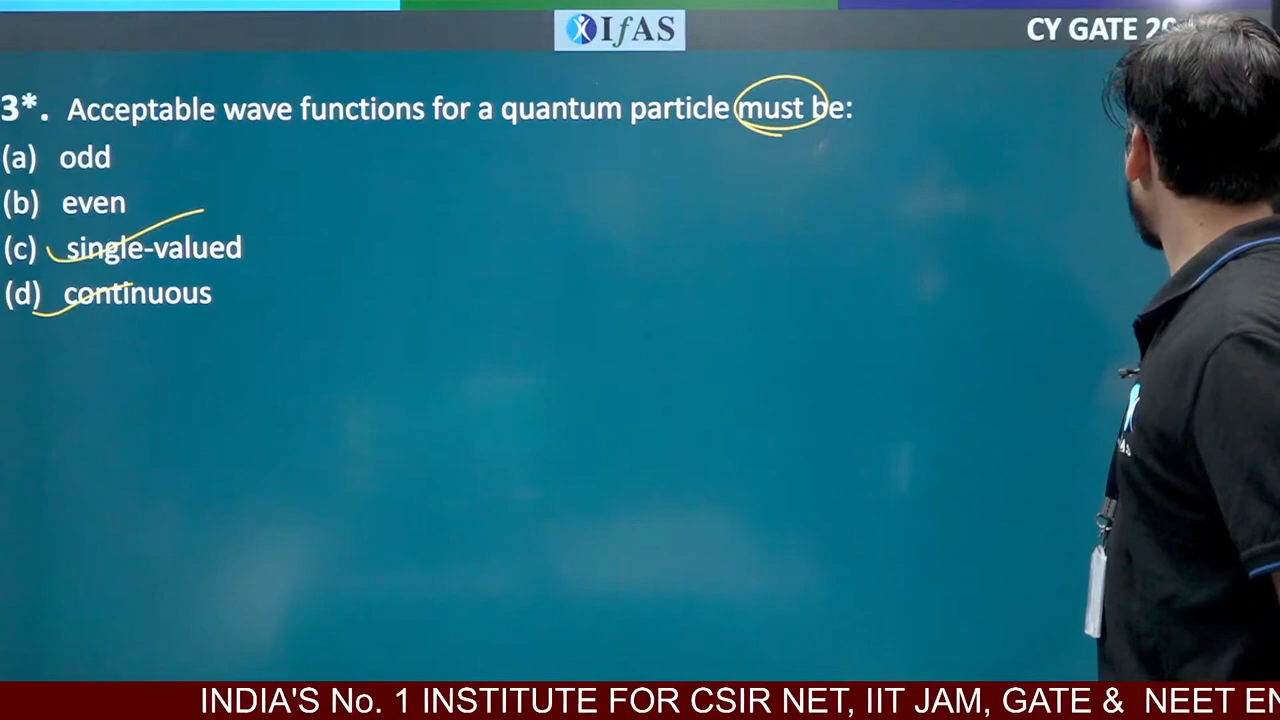 IfAS
CY GATE
3*. Acceptable wave functions for a quantum particle must be:
(a) odd
(b) even
(c) single-valued
(d) continuous
INDIA'S No. 1 INSTITUTE FOR CSIR NET, IIT JAM, GATE & NEET